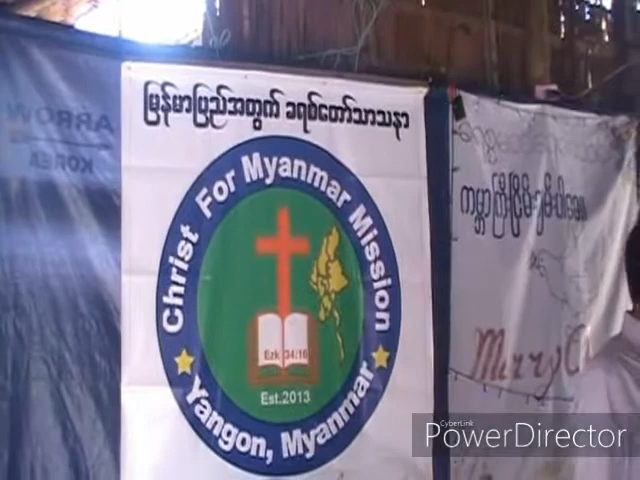 မြန်မာပြည်အတွက် ခရစ်တော်သာသနာ
Christ For Myanmar Mission
Ezk 34:16
Est.2013
Yangon, Myanmar
ARROW
KOREA
Merry C
CyberLink
PowerDirector